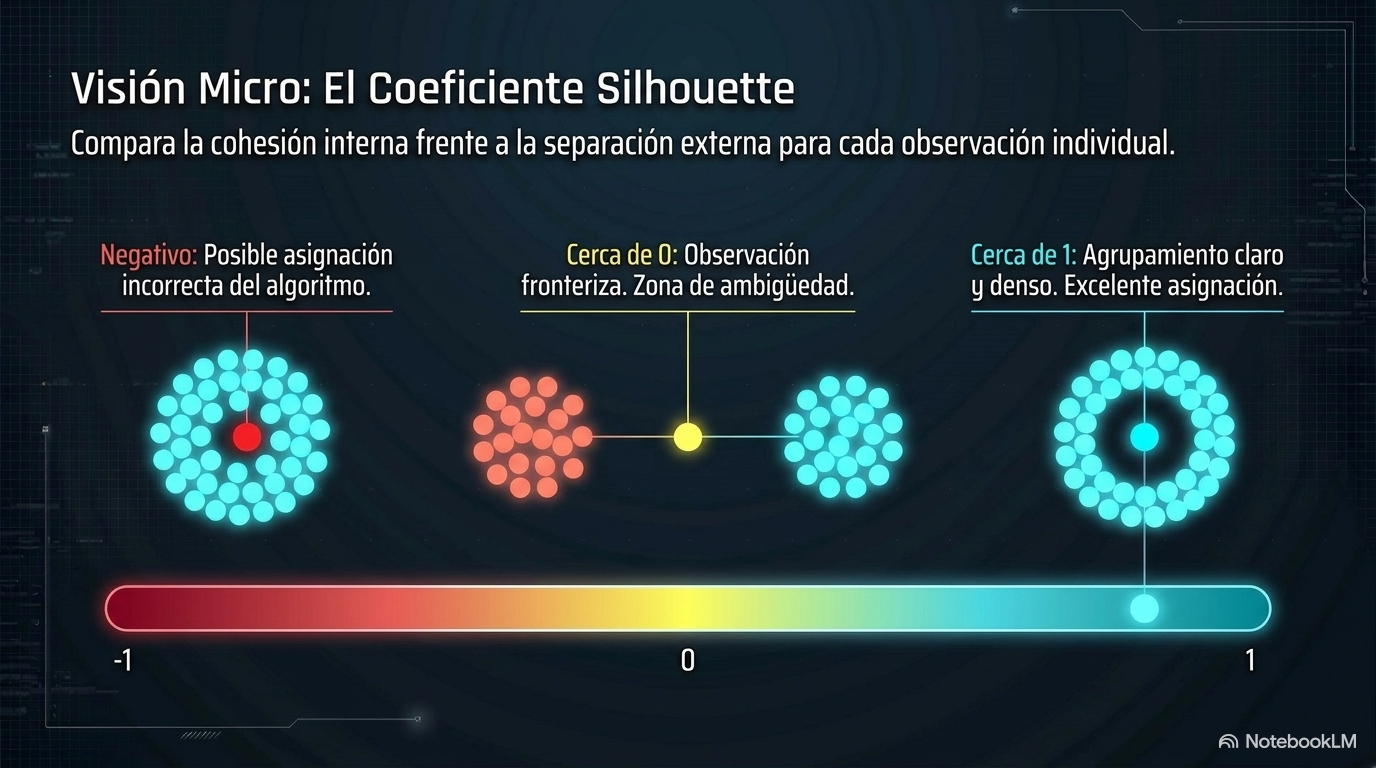 Visión Micro: El Coeficiente Silhouette
Compara la cohesión interna frente a la separación externa para cada observación individual.
Negativo: Posible asignación
incorrecta del algoritmo.
Cerca de 0: Observación
fronteriza. Zona de ambigüedad.
Cerca de 1: Agrupamiento claro
y denso. Excelente asignación.
-1
0
1
NotebookLM